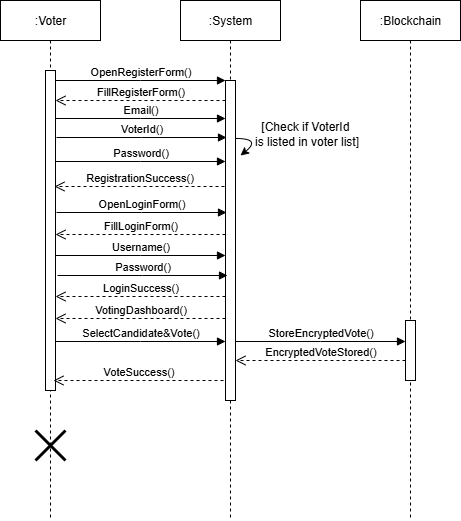 :Voter
:System
:Blockchain
OpenRegisterForm()
FillRegisterForm()
Email()
VoterId()
[Check if VoterId
is listed in voter list]
Password()
RegistrationSuccess()
OpenLoginForm()
FillLoginForm()
Username()
Password()
LoginSuccess()
VotingDashboard()
SelectCandidate&Vote()
StoreEncryptedVote()
EncryptedVoteStored()
VoteSuccess()